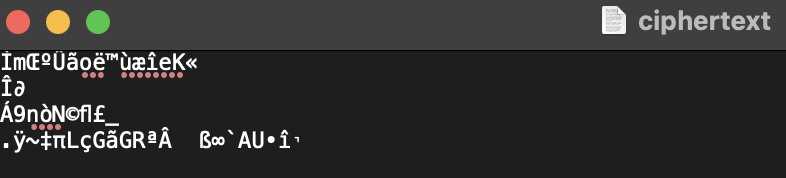 ciphertext
ÌmŒºÜãoë™ùæîeK«
Î∂
Á9nòN©ﬂ£_
.ÿ~‡πLçGãGRªÂ  ß∞`AU•î